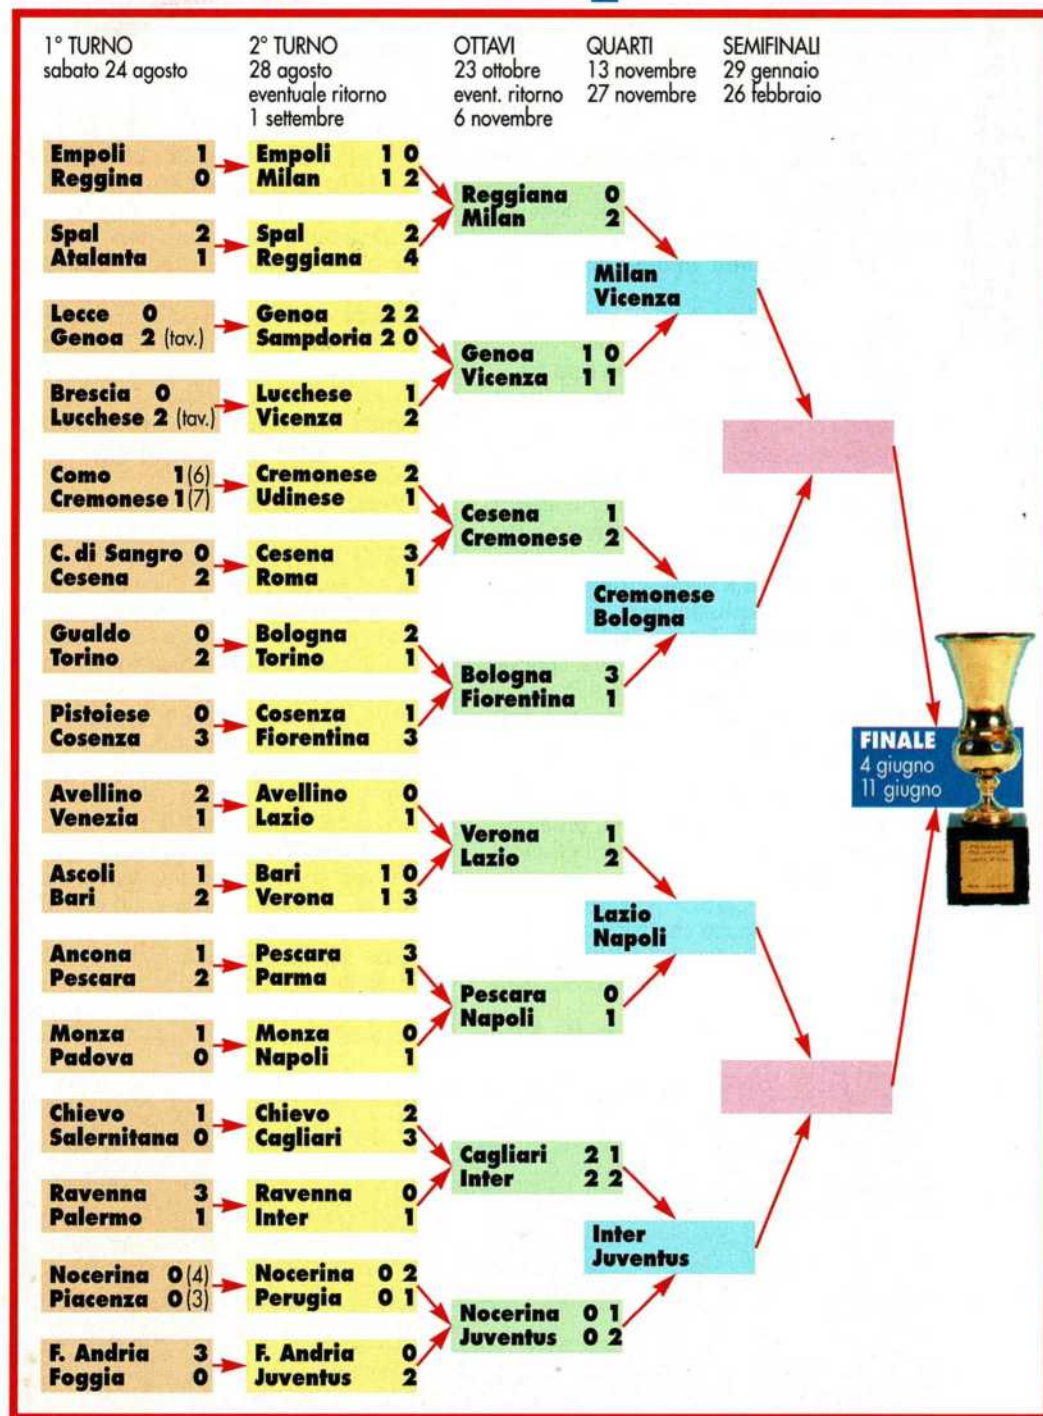 1° TURNO
sabato 24 agosto
2° TURNO
28 agosto
eventuale ritorno
1 settembre
OTTAVI
23 ottobre
event. ritorno
6 novembre
QUARTI
13 novembre
27 novembre
SEMIFINALI
29 gennaio
26 febbraio
Empoli 1
Reggina 0
Spal 2
Atalanta 1
Lecce 0
Genoa 2 (tav.)
Brescia 0
Lucchese 2 (tav.)
Como 1(6)
Cremonese 1(7)
C. di Sangro 0
Cesena 2
Gualdo 0
Torino 2
Pistoiese 0
Cosenza 3
Avellino 2
Venezia 1
Ascoli 1
Bari 2
Ancona 1
Pescara 2
Monza 1
Padova 0
Chievo 1
Salernitana 0
Ravenna 3
Palermo 1
Nocerina 0(4)
Piacenza 0(3)
F. Andria 3
Foggia 0
Empoli 1 0
Milan 1 2
Spal 2
Reggiana 4
Genoa 2 2
Sampdoria 2 0
Lucchese 1
Vicenza 2
Cremonese 2
Udinese 1
Cesena 3
Roma 1
Bologna 2
Torino 1
Cosenza 1
Fiorentina 3
Avellino 0
Lazio 1
Bari 1 0
Verona 1 3
Pescara 3
Parma 1
Monza 0
Napoli 1
Chievo 2
Cagliari 3
Ravenna 0
Inter 1
Nocerina 0 2
Perugia 0 1
F. Andria 0
Juventus 2
Reggiana 0
Milan 2
Genoa 1 0
Vicenza 1 1
Cesena 1
Cremonese 2
Bologna 3
Fiorentina 1
Verona 1
Lazio 2
Pescara 0
Napoli 1
Cagliari 2 1
Inter 2 2
Nocerina 0 1
Juventus 0 2
Milan
Vicenza
Cremonese
Bologna
Lazio
Napoli
Inter
Juventus
FINALE
4 giugno
11 giugno